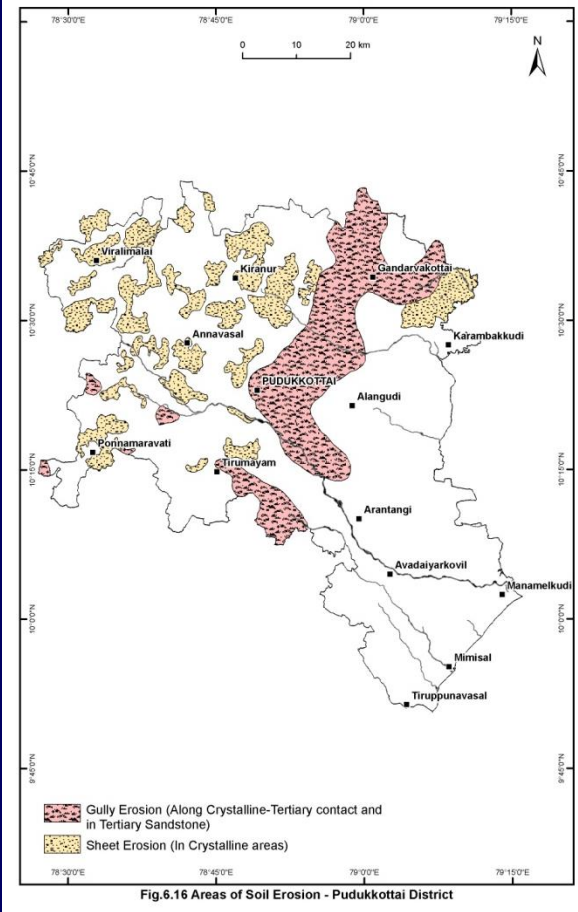 78°30'0"E 78°45'0"E 79°0'0"E 79°15'0"E
0 10 20 km
N
10°45'0"N 10°45'0"N
Viralimalai
Kiranur
Gandarvakottai
10°30'0"N 10°30'0"N
Annavasal
Karambakkudi
PUDUKKOTTAI
Alangudi
Ponnamaravati
10°15'0"N 10°15'0"N
Tirumayam
Arantangi
Avadaiyarkovil
Manamelkudi
10°0'0"N 10°0'0"N
Mimisal
Tiruppunavasal
9°45'0"N 9°45'0"N
Gully Erosion (Along Crystalline-Tertiary contact and
in Tertiary Sandstone)
Sheet Erosion (In Crystalline areas)
78°30'0"E 78°45'0"E 79°0'0"E 79°15'0"E
Fig.6.16 Areas of Soil Erosion - Pudukkottai District